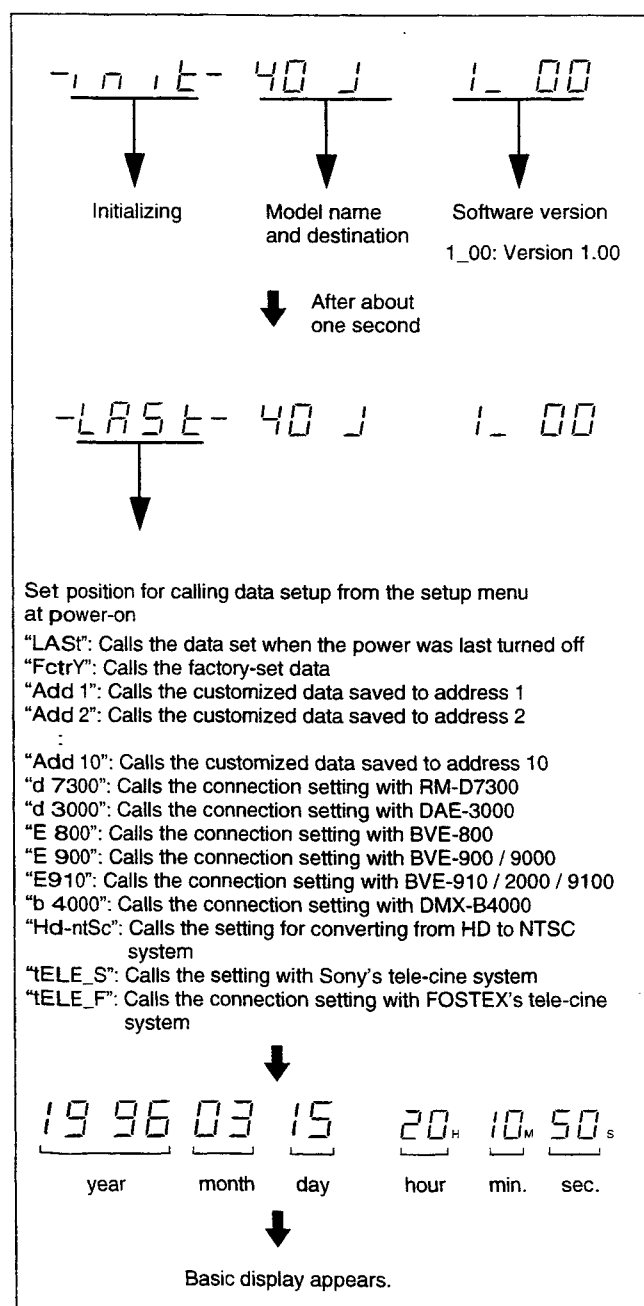 -init- 40 J 1_ 00
Initializing Model name and destination Software version
1_00: Version 1.00
After about
one second
-LASt- 40 J 1_ 00
Set position for calling data setup from the setup menu
at power-on
“LASt”: Calls the data set when the power was last turned off
“FctrY”: Calls the factory-set data
“Add 1”: Calls the customized data saved to address 1
“Add 2”: Calls the customized data saved to address 2
:
“Add 10”: Calls the customized data saved to address 10
“d 7300”: Calls the connection setting with RM-D7300
“d 3000”: Calls the connection setting with DAE-3000
“E 800”: Calls the connection setting with BVE-800
“E 900”: Calls the connection setting with BVE-900 / 9000
“E910”: Calls the connection setting with BVE-910 / 2000 / 9100
“b 4000”: Calls the connection setting with DMX-B4000
“Hd-ntSc”: Calls the setting for converting from HD to NTSC
system
“tELE_S”: Calls the setting with Sony’s tele-cine system
“tELE_F”: Calls the connection setting with FOSTEX’s tele-cine
system
19 96 03 15 20H 10M 50S
year month day hour min. sec.
Basic display appears.